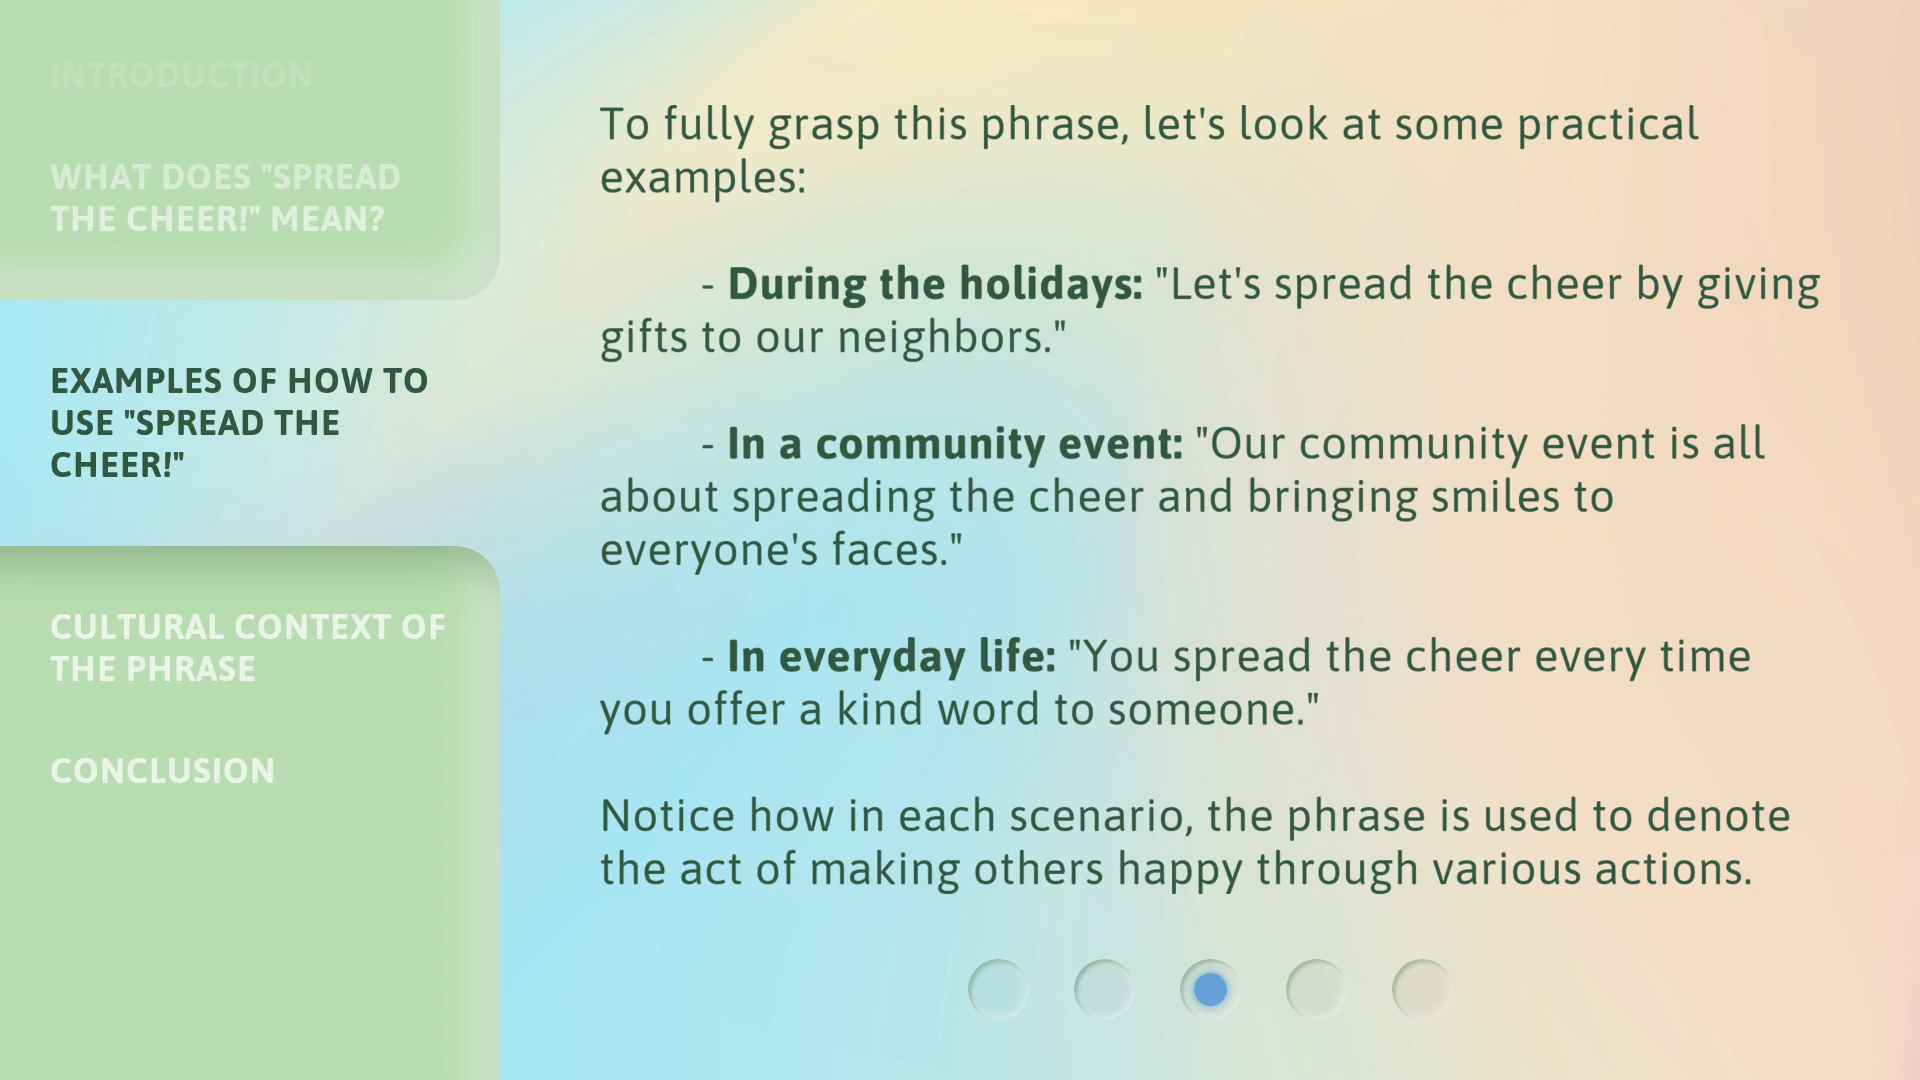 INTRODUCTION
WHAT DOES "SPREAD
THE CHEER!" MEAN?
EXAMPLES OF HOW TO
USE "SPREAD THE
CHEER!"
CULTURAL CONTEXT OF
THE PHRASE
CONCLUSION
To fully grasp this phrase, let's look at some practical
examples:
- During the holidays: "Let's spread the cheer by giving
gifts to our neighbors."
- In a community event: "Our community event is all
about spreading the cheer and bringing smiles to
everyone's faces."
- In everyday life: "You spread the cheer every time
you offer a kind word to someone."
Notice how in each scenario, the phrase is used to denote
the act of making others happy through various actions.